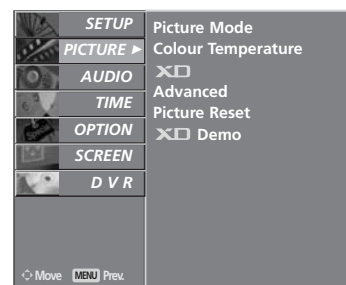 SETUP
PICTURE ►
AUDIO
TIME
OPTION
SCREEN
D V R
Move MENU Prev.
Picture Mode
Colour Temperature
XD
Advanced
Picture Reset
XD Demo